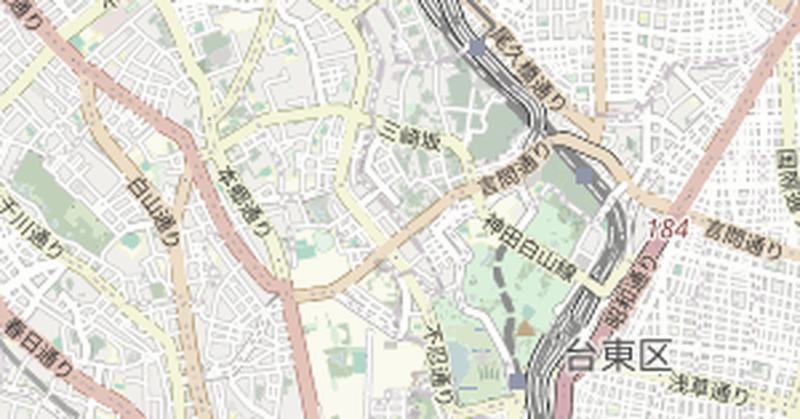 通り
尾久橋通り
三崎坂
言問通り
国際通り
白山通り
本郷通り
千川通り
神田白山線
184
言問通り
春日通り
不忍通り
台東区
浅草通り